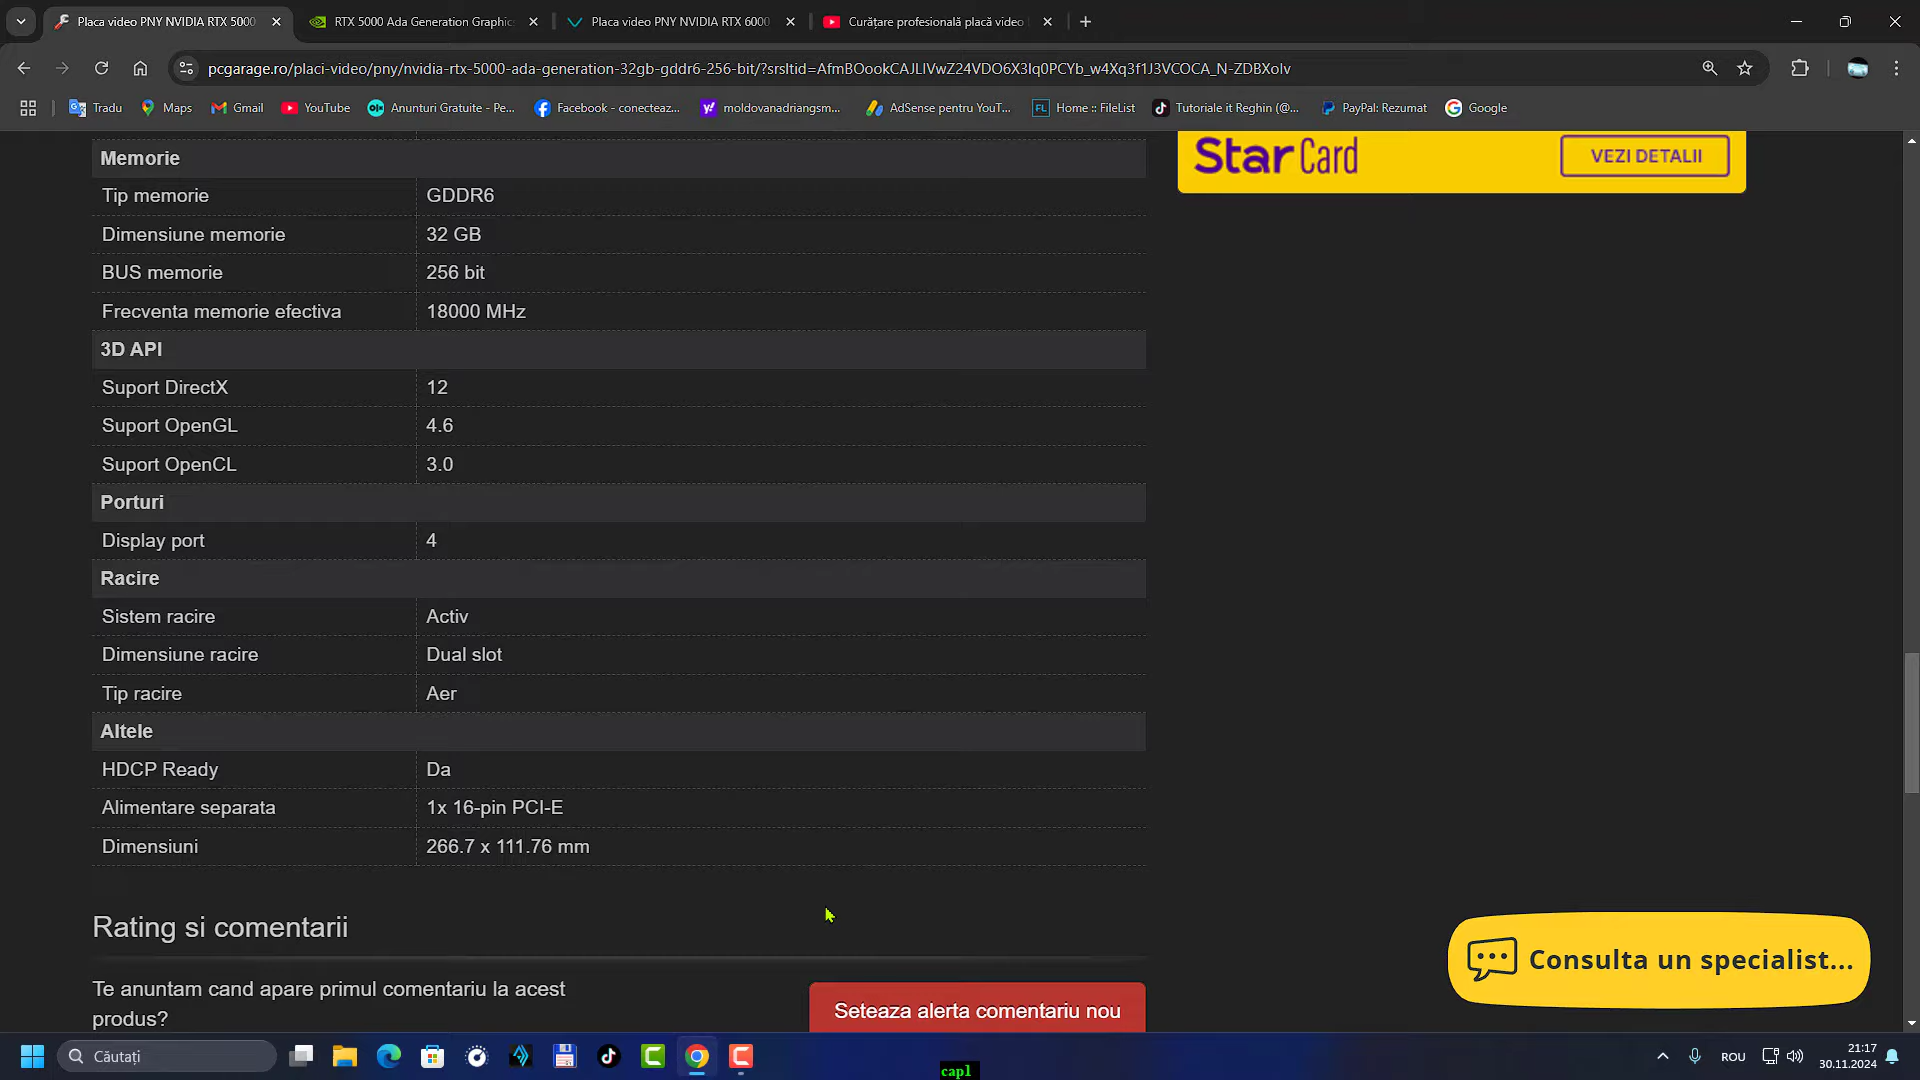 Placa video PNY NVIDIA RTX 5000
RTX 5000 Ada Generation Graphic
Placa video PNY NVIDIA RTX 6000
Curățare profesională placă video
pcgarage.ro/placi-video/pny/nvidia-rtx-5000-ada-generation-32gb-gddr6-256-bit/?srsltid=AfmBOookCAJLIVwZ24VDO6X3Iq0PCYb_w4Xq3f1J3VCOCA_N-ZDBXolv
Tradu
Maps
Gmail
YouTube
Anunturi Gratuite - Pe...
Facebook - conecteaz...
moldovanadriangsm...
AdSense pentru YouT...
Home :: FileList
Tutoriale it Reghin (@...
PayPal: Rezumat
Google
Memorie
Tip memorie GDDR6
Dimensiune memorie 32 GB
BUS memorie 256 bit
Frecventa memorie efectiva 18000 MHz
3D API
Suport DirectX 12
Suport OpenGL 4.6
Suport OpenCL 3.0
Porturi
Display port 4
Racire
Sistem racire Activ
Dimensiune racire Dual slot
Tip racire Aer
Altele
HDCP Ready Da
Alimentare separata 1x 16-pin PCI-E
Dimensiuni 266.7 x 111.76 mm
Rating si comentarii
Te anuntam cand apare primul comentariu la acest
produs?
Seteaza alerta comentariu nou
Star Card
VEZI DETALII
Consulta un specialist...
Căutați
capl
ROU
21:17
30.11.2024